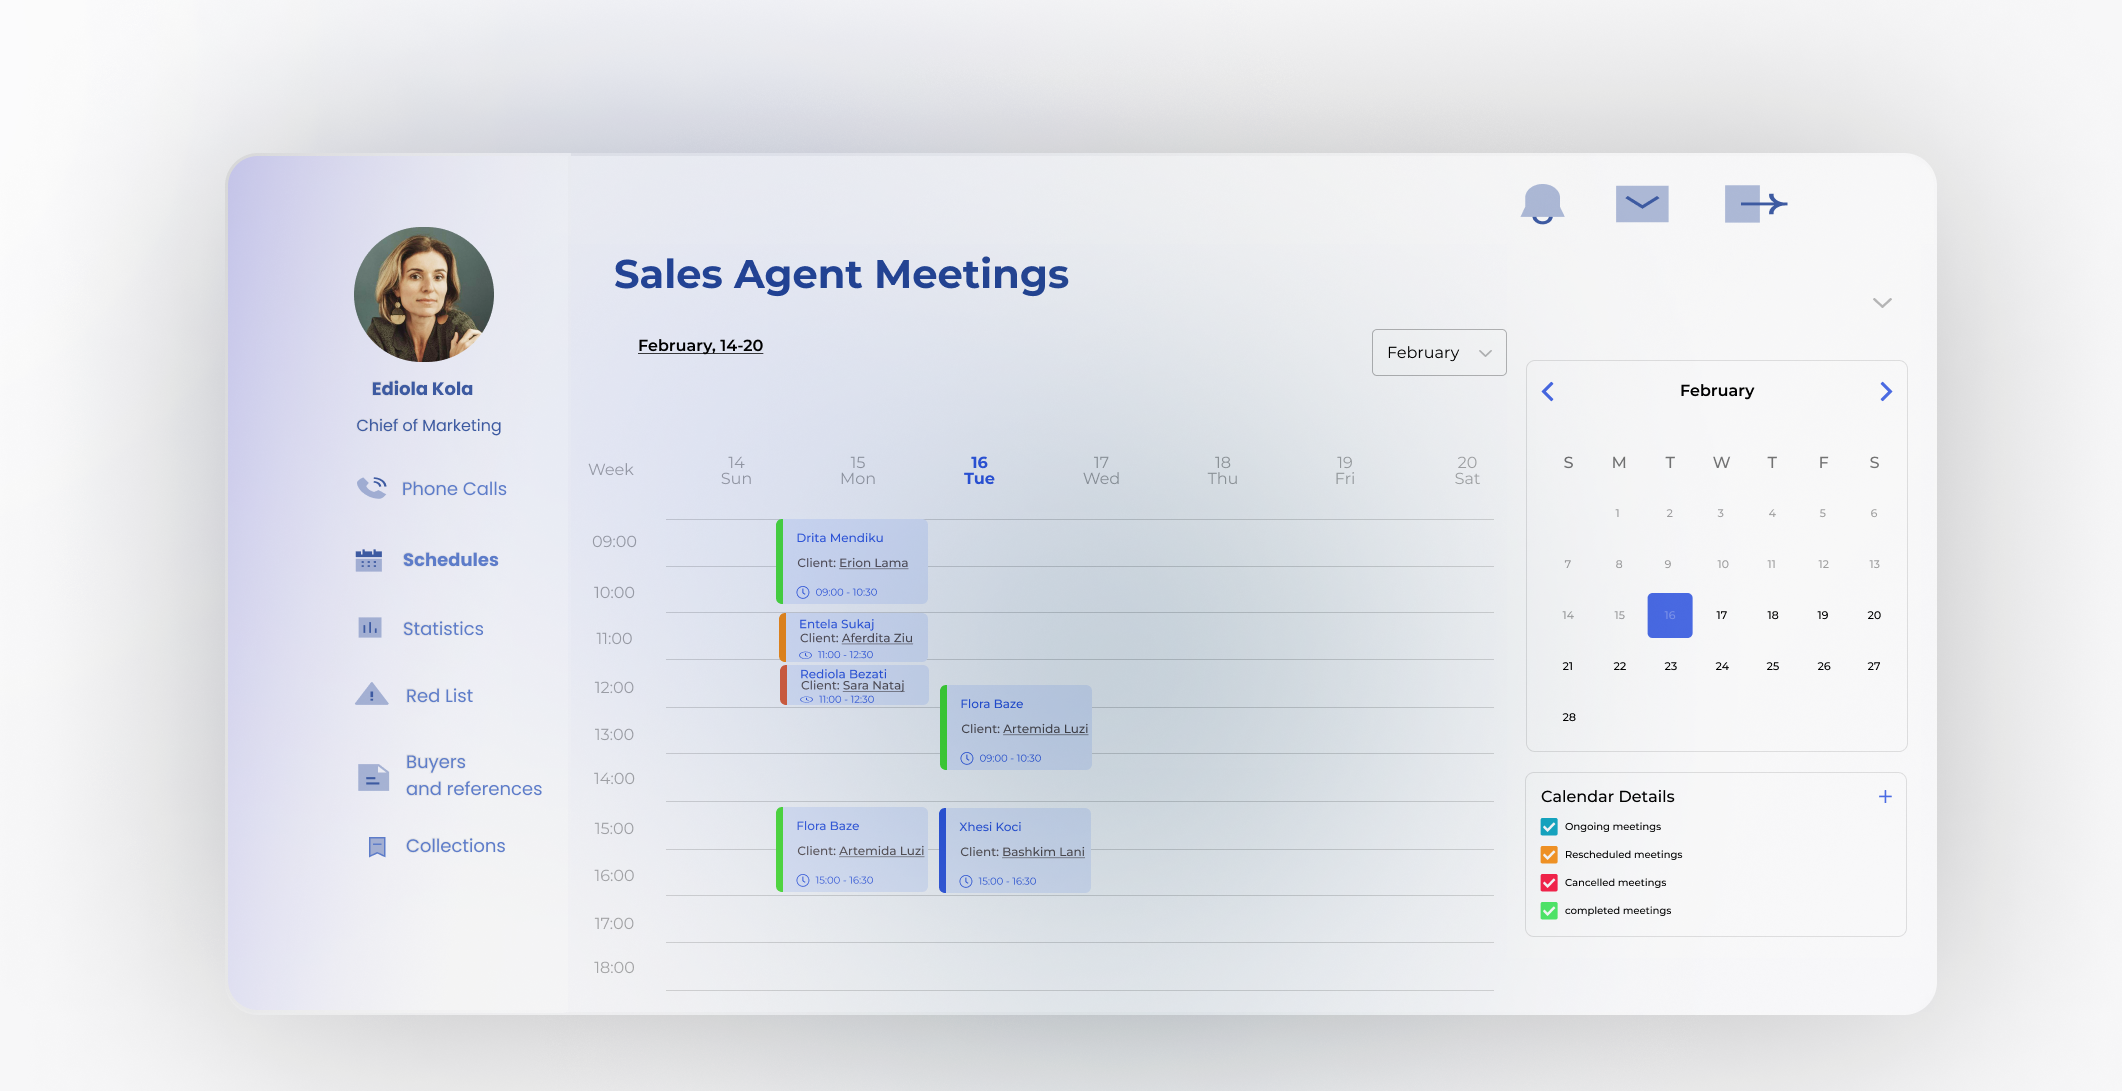 Ediola Kola
Chief of Marketing
Phone Calls
Schedules
Statistics
Red List
Buyers
and references
Collections
Sales Agent Meetings
February, 14-20
February
Week
14 15 16 17 18 19 20
Sun Mon Tue Wed Thu Fri Sat
09:00
10:00
11:00
12:00
13:00
14:00
15:00
16:00
17:00
18:00
Drita Mendiku
Client: Erion Lama
09:00 - 10:30
Entela Sukaj
Client: Aferdita Ziu
11:00 - 12:30
Rediola Bezati
Client: Sara Nataj
11:00 - 12:30
Flora Baze
Client: Artemida Luzi
15:00 - 16:30
Flora Baze
Client: Artemida Luzi
09:00 - 10:30
Xhesi Koci
Client: Bashkim Lani
15:00 - 16:30
February
S M T W T F S
1 2 3 4 5 6
7 8 9 10 11 12 13
14 15 16 17 18 19 20
21 22 23 24 25 26 27
28
Calendar Details
Ongoing meetings
Rescheduled meetings
Cancelled meetings
completed meetings